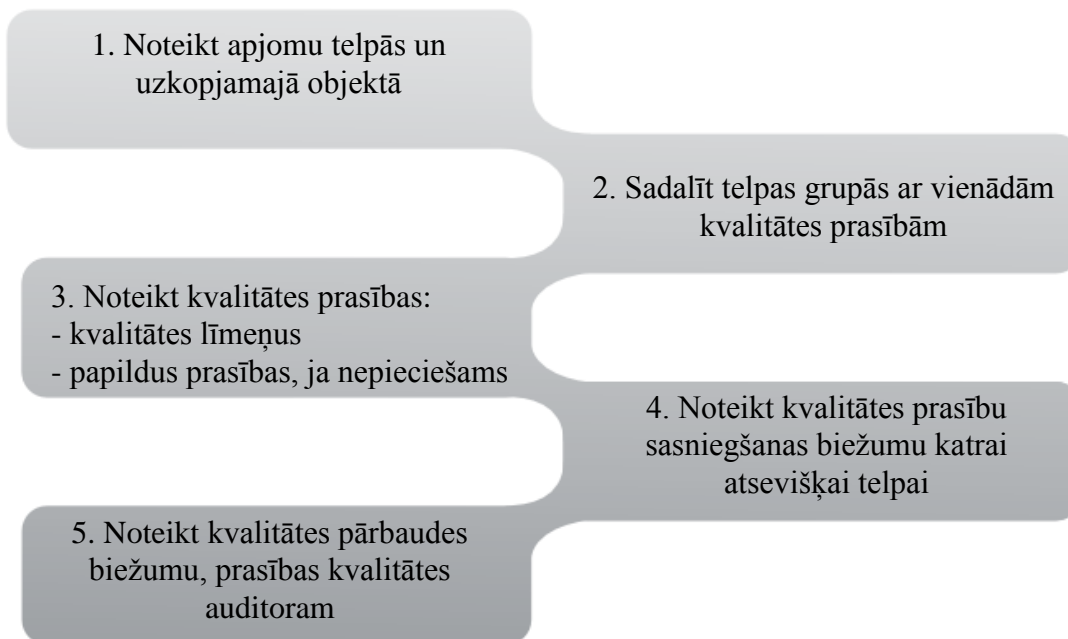 1. Noteikt apjomu telpās un
uzkopjamajā objektā
2. Sadalīt telpas grupās ar vienādām
kvalitātes prasībām
3. Noteikt kvalitātes prasības:
- kvalitātes līmeņus
- papildus prasības, ja nepieciešams
4. Noteikt kvalitātes prasību
sasniegšanas biežumu katrai
atsevišķai telpai
5. Noteikt kvalitātes pārbaudes
biežumu, prasības kvalitātes
auditoram